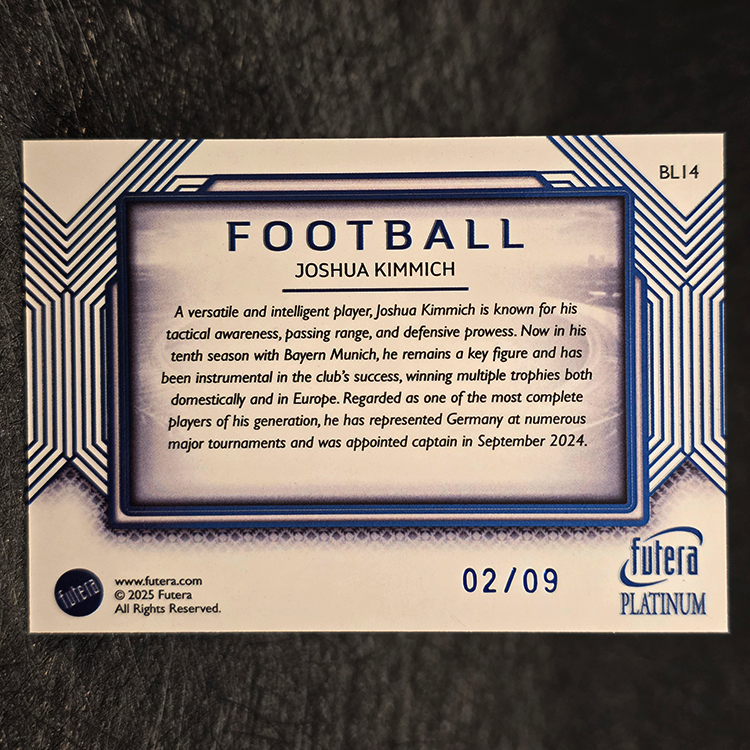 BL14
FOOTBALL
JOSHUA KIMMICH
A versatile and intelligent player, Joshua Kimmich is known for his
tactical awareness, passing range, and defensive prowess. Now in his
tenth season with Bayern Munich, he remains a key figure and has
been instrumental in the club's success, winning multiple trophies both
domestically and in Europe. Regarded as one of the most complete
players of his generation, he has represented Germany at numerous
major tournaments and was appointed captain in September 2024.
futera
www.futera.com
© 2025 Futera
All Rights Reserved.
02/09
futera
PLATINUM